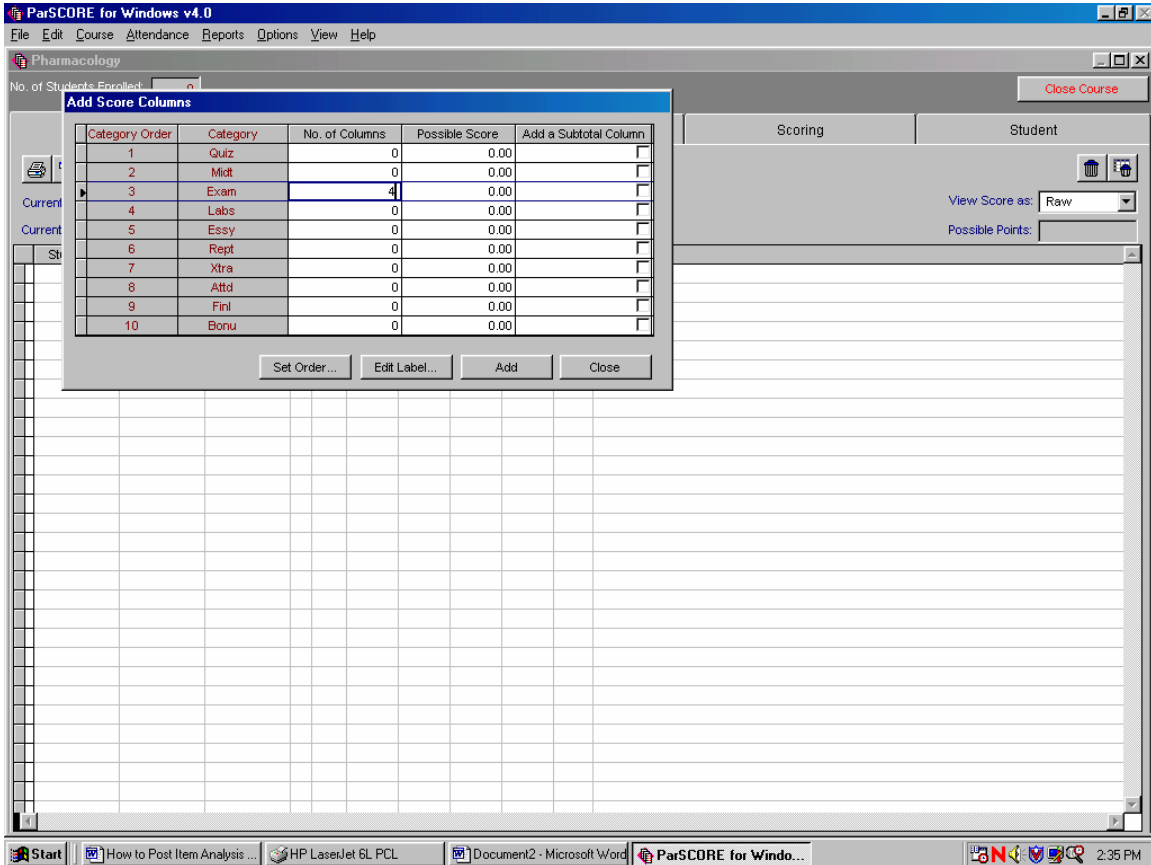 ParSCORE for Windows v4.0
File Edit Course Attendance Reports Options View Help
Pharmacology
No. of Students Enrolled: 0
Close Course
Add Score Columns
Scoring Student
Category Order Category No. of Columns Possible Score Add a Subtotal Column
1 Quiz 0 0.00
2 Midt 0 0.00
3 Exam 4 0.00
4 Labs 0 0.00
5 Essy 0 0.00
6 Rept 0 0.00
7 Xtra 0 0.00
8 Attd 0 0.00
9 Finl 0 0.00
10 Bonu 0 0.00
Set Order... Edit Label... Add Close
Current
View Score as: Raw
Current
Possible Points:
St
Start How to Post Item Analysis ... HP LaserJet 6L PCL Document2 - Microsoft Word ParSCORE for Windo... N 2:35 PM